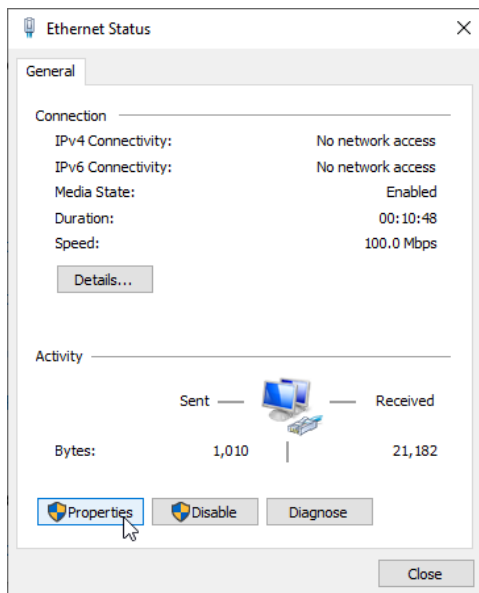 Ethernet Status
General
Connection
IPv4 Connectivity: No network access
IPv6 Connectivity: No network access
Media State: Enabled
Duration: 00:10:48
Speed: 100.0 Mbps
Details...
Activity
Sent Received
Bytes: 1,010 21,182
Properties Disable Diagnose
Close